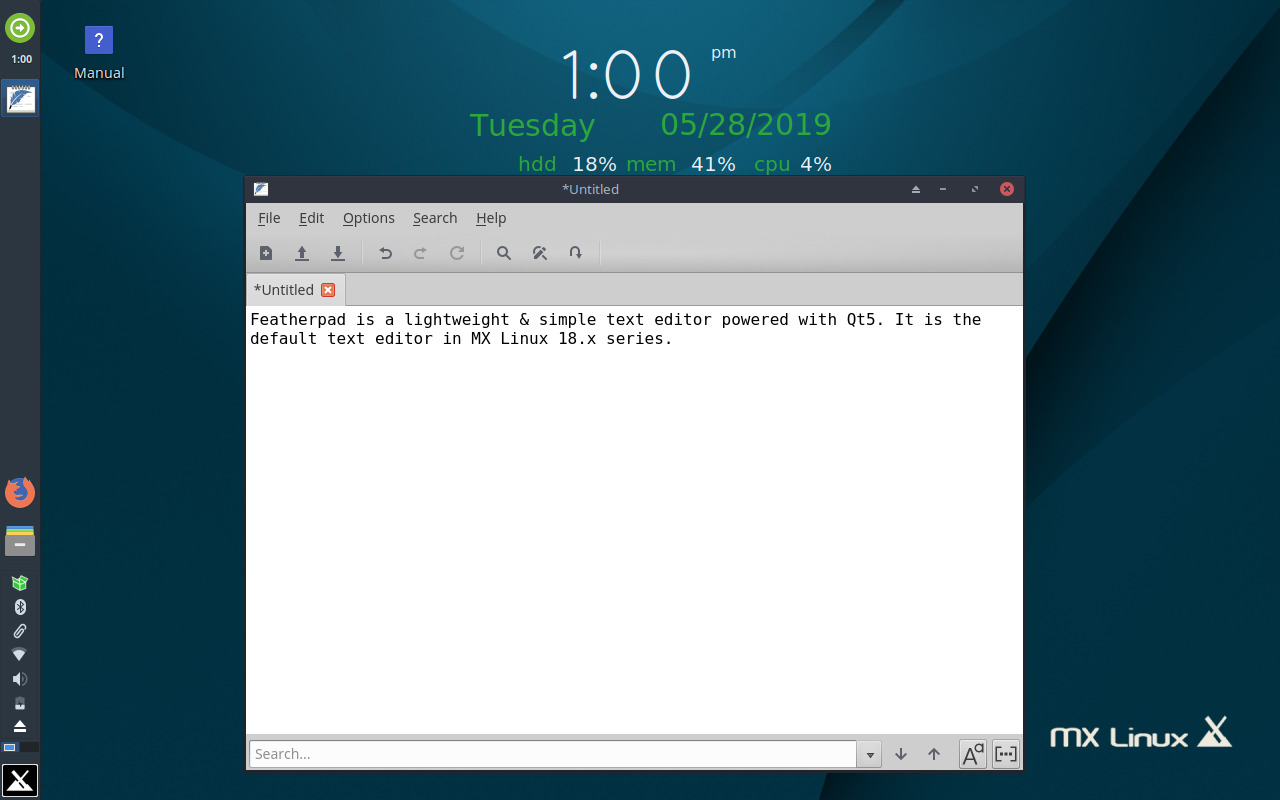 1:00
?
Manual
1:00 pm
Tuesday 05/28/2019
hdd 18% mem 41% cpu 4%
*Untitled
File Edit Options Search Help
*Untitled
Featherpad is a lightweight & simple text editor powered with Qt5. It is the
default text editor in MX Linux 18.x series.
Search...
Aª
MX Linux